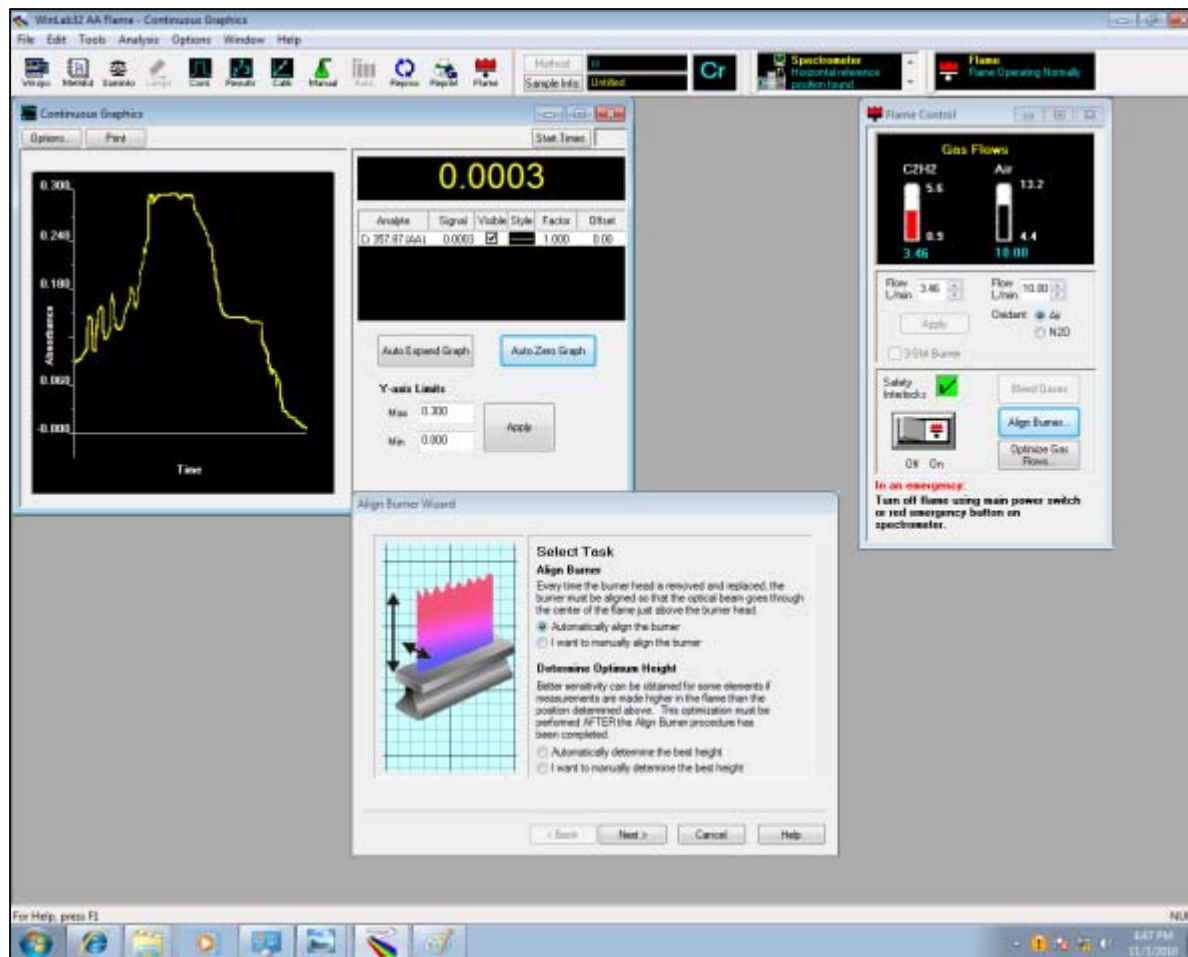 WinLab32 AA Flame - Continuous Graphics
File Edit Tools Analysis Options Window Help
Cont. Results Calib Manual Reproc Reprint Flame
Method
Sample Info Untitled
Cr
Spectrometer
Horizontal reference
position found
Flame
Flame Operating Normally
Continuous Graphics
Options... Print
Start Timer
0.300
0.240
0.180
0.060
-0.000
Absorbance
Time
0.0003
Analyte Signal Visible Style Factor Offset
Cr 357.87 (AA) 0.0003 1.000 0.00
Auto Expand Graph
Auto Zero Graph
Y-axis Limits
Max 0.300
Min 0.000
Apply
Flame Control
Gas Flows
C2H2 Air
5.6 13.2
0.9 4.4
3.46 10.00
Flow L/min 3.46
Flow L/min 10.00
Apply
Oxidant: Air
N2O
3 Slot Burner
Safety
Interlocks
Bleed Gases
Align Burner...
Optimize Gas
Flows...
Off On
In an emergency:
Turn off flame using main power switch
or red emergency button on
spectrometer.
Align Burner Wizard
Select Task
Align Burner
Every time the burner head is removed and replaced, the
burner must be aligned so that the optical beam goes through
the center of the flame just above the burner head.
Automatically align the burner
I want to manually align the burner
Determine Optimum Height
Better sensitivity can be obtained for some elements if
measurements are made higher in the flame than the
position determined above. This optimization must be
performed AFTER the Align Burner procedure has
been completed.
Automatically determine the best height
I want to manually determine the best height
< Back Next > Cancel Help
For Help, press F1
NU
4:47 PM